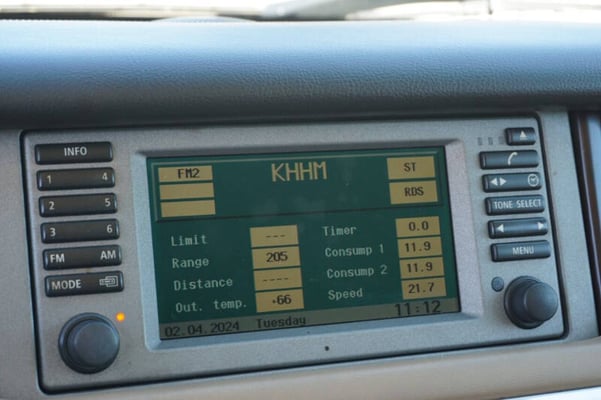 INFO
1 4
2 5
3 6
FM AM
MODE
FM2 KHHM ST
RDS
Limit ---
Range 205
Distance ----
Out. temp. +66
Timer 0.0
Consump 1 11.9
Consump 2 11.9
Speed 21.7
02.04.2024 Tuesday 11:12
TONE SELECT
MENU